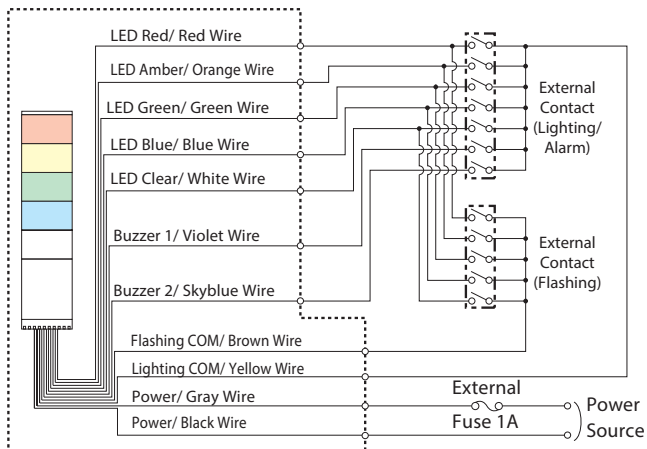 LED Red/ Red Wire
LED Amber/ Orange Wire
LED Green/ Green Wire
LED Blue/ Blue Wire
LED Clear/ White Wire
Buzzer 1/ Violet Wire
Buzzer 2/ Skyblue Wire
Flashing COM/ Brown Wire
Lighting COM/ Yellow Wire
Power/ Gray Wire
Power/ Black Wire
External
Contact
(Lighting/
Alarm)
External
Contact
(Flashing)
External
Fuse 1A
Power
Source